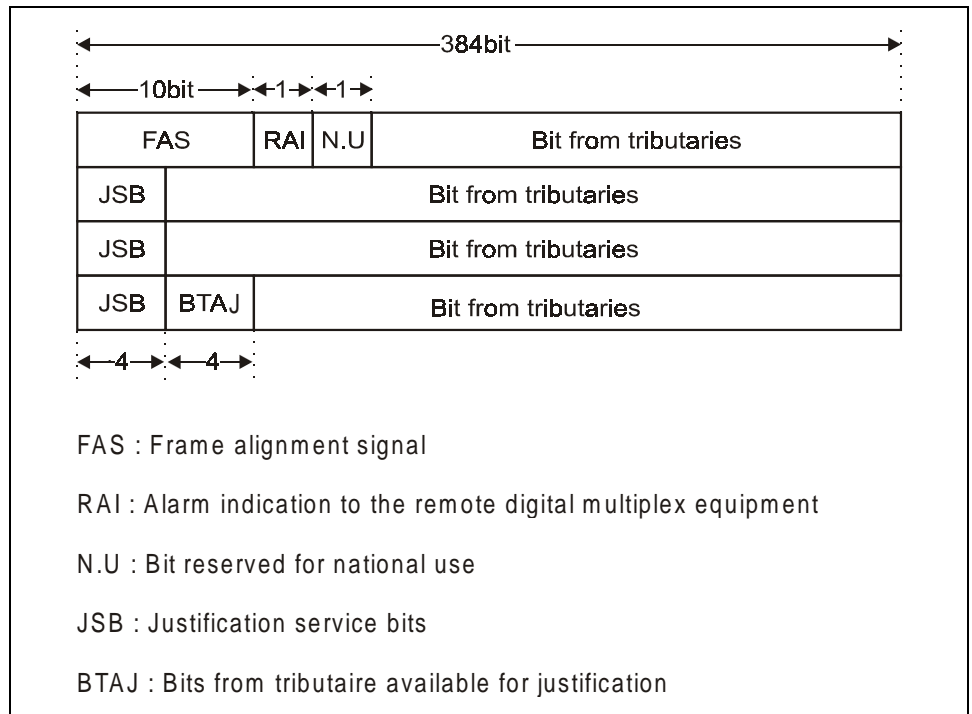 384bit
10bit 1 1
FAS RAI N.U Bit from tributaries
JSB Bit from tributaries
JSB Bit from tributaries
JSB BTAJ Bit from tributaries
4 4
FAS : Frame alignment signal
RAI : Alarm indication to the remote digital multiplex equipment
N.U : Bit reserved for national use
JSB : Justification service bits
BTAJ : Bits from tributaire available for justification